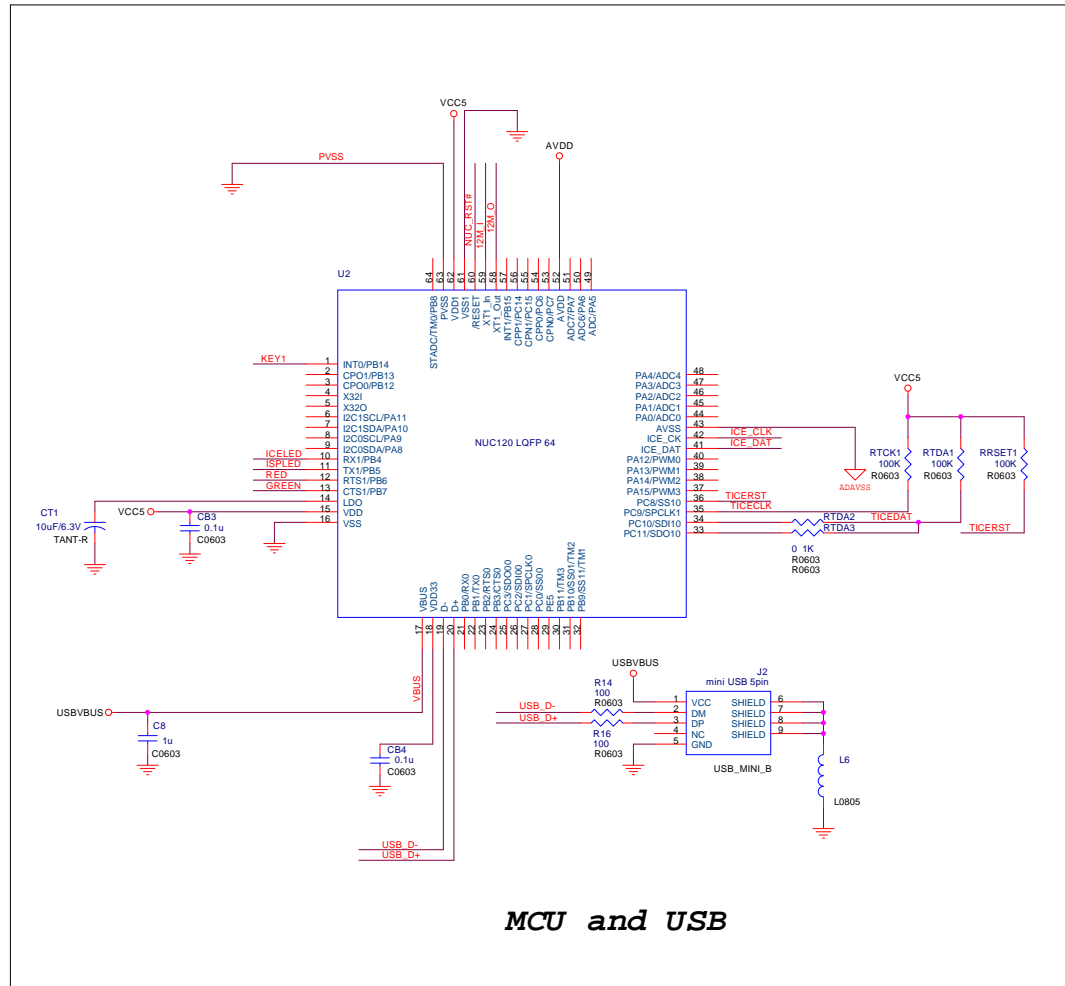 VCC5
PVSS
AVDD
NUC_RST#
12M_I
12M_O
U2
64
63
62
61
60
59
58
57
56
55
54
53
52
51
50
49
STADC/TM0/PB8
PVSS
VDD1
VSS1
/RESET
XT1_In
XT1_Out
INT1/PB15
CPP1/PC14
CPN1/PC15
CPP0/PC6
CPN0/PC7
AVDD
ADC7/PA7
ADC6/PA6
ADC/PA5
KEY1
1 INT0/PB14
2 CPO1/PB13
3 CPO0/PB12
4 X32I
5 X32O
6 I2C1SCL/PA11
7 I2C1SDA/PA10
8 I2C0SCL/PA9
9 I2C0SDA/PA8
ICELED 10 RX1/PB4
ISPLED 11 TX1/PB5
RED 12 RTS1/PB6
GREEN 13 CTS1/PB7
14 LDO
15 VDD
16 VSS
NUC120 LQFP 64
PA4/ADC4 48
PA3/ADC3 47
PA2/ADC2 46
PA1/ADC1 45
PA0/ADC0 44
AVSS 43
ICE_CK 42 ICE_CLK
ICE_DAT 41 ICE_DAT
PA12/PWM0 40
PA13/PWM1 39
PA14/PWM2 38
PA15/PWM3 37
PC8/SS10 36 TICERST
PC9/SPCLK1 35 TICECLK
PC10/SDI10 34
PC11/SDO10 33
VCC5
RTCK1
100K
R0603
RTDA1
100K
R0603
RRSET1
100K
R0603
ADAVSS
RTDA2
TICEDAT
RTDA3
TICERST
0 1K
R0603
R0603
CT1
10uF/6.3V
TANT-R
VCC5
CB3
0.1u
C0603
VBUS
VDD33
D-
D+
PB0/RX0
PB1/TX0
PB2/RTS0
PB3/CTS0
PC3/SDO00
PC2/SDI00
PC1/SPCLK0
PC0/SS00
PE5
PB11/TM3
PB10/SS01/TM2
PB9/SS11/TM1
17
18
19
20
21
22
23
24
25
26
27
28
29
30
31
32
VBUS
USBVBUS
C8
1u
C0603
CB4
0.1u
C0603
USB_D-
USB_D+
USBVBUS
R14
100
R0603
USB_D-
USB_D+
R16
100
R0603
J2
mini USB 5pin
1 VCC SHIELD 6
2 DM SHIELD 7
3 DP SHIELD 8
4 NC SHIELD 9
5 GND
USB_MINI_B
L6
L0805
MCU and USB